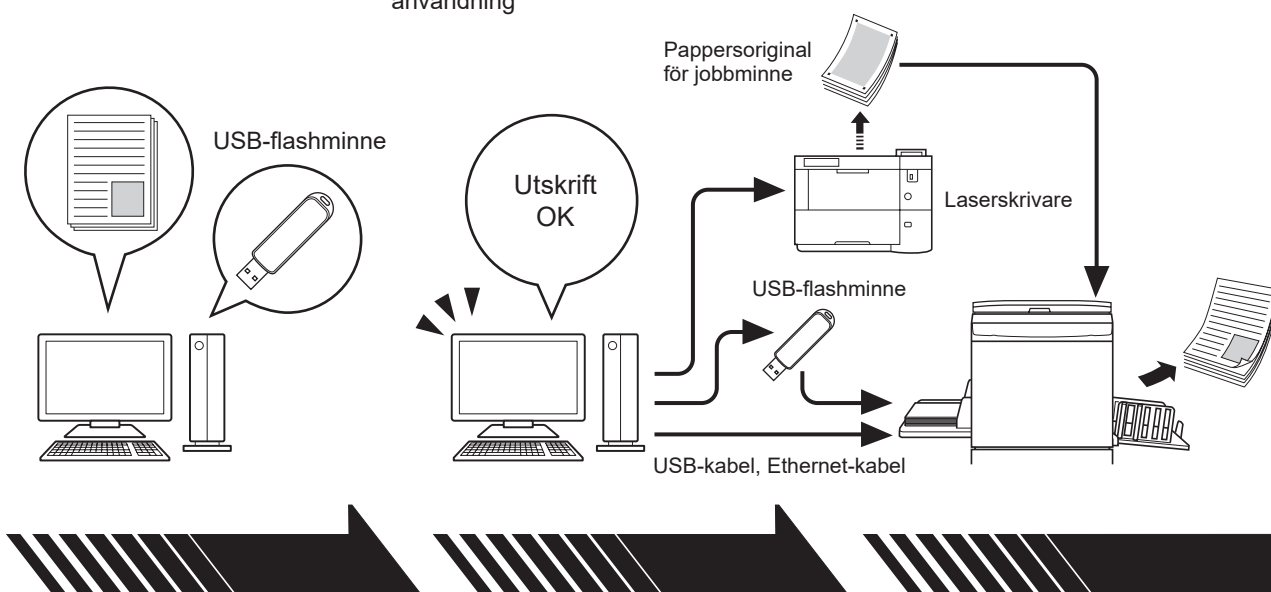 användning
Pappersoriginal
för jobbminne
USB-flashminne
Utskrift
OK
Laserskrivare
USB-flashminne
USB-kabel, Ethernet-kabel